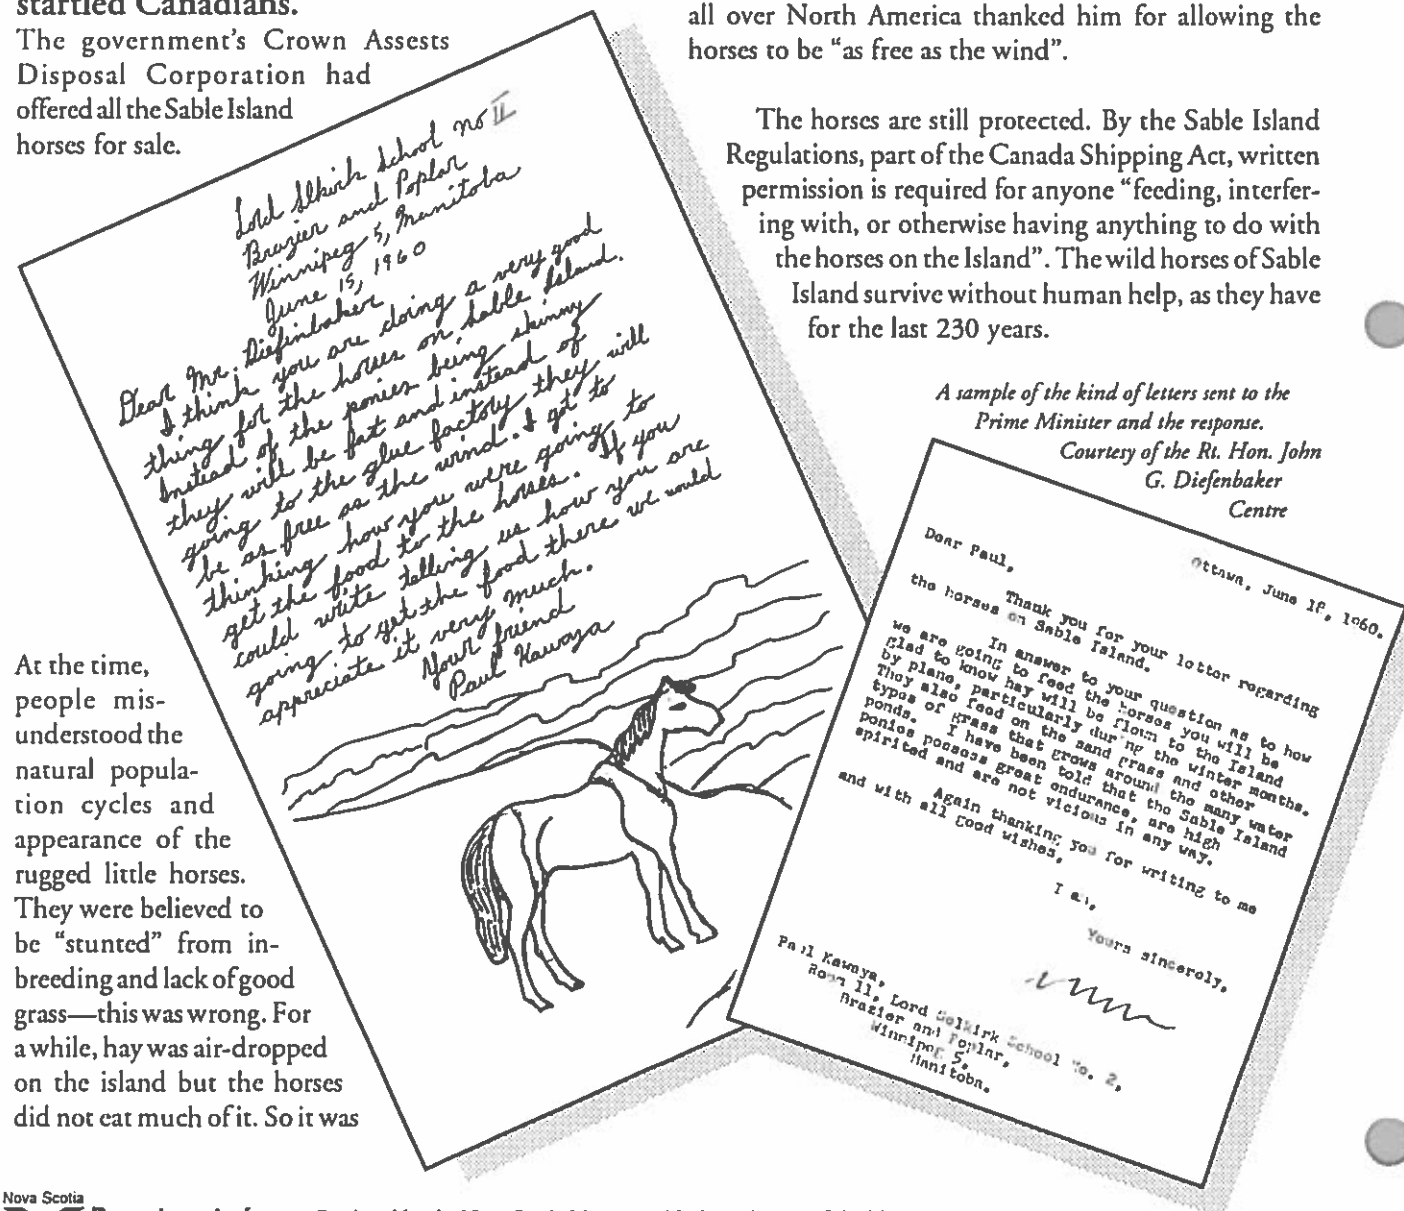 startled Canadians.
The government's Crown Assests
Disposal Corporation had
offered all the Sable Island
horses for sale.
Lord Selkirk School no II
Brazier and Poplar
Winnipeg 5, Manitoba
June 15, 1960
Dear Mr. Diefinbaker
I think you are doing a very good
thing for the horses on Sable Island.
Instead of the ponies being skinny
they will be fat and instead of
going to the glue factory they will
be as free as the wind. I got to
thinking how you were going to
get the food to the horses. If you
could write telling us how you are
going to get the food there we would
appreciate it very much.
Your friend
Paul Kawaya
At the time,
people mis-
understood the
natural popula-
tion cycles and
appearance of the
rugged little horses.
They were believed to
be "stunted" from in-
breeding and lack of good
grass—this was wrong. For
a while, hay was air-dropped
on the island but the horses
did not eat much of it. So it was
all over North America thanked him for allowing the
horses to be "as free as the wind".
The horses are still protected. By the Sable Island
Regulations, part of the Canada Shipping Act, written
permission is required for anyone "feeding, interfer-
ing with, or otherwise having anything to do with
the horses on the Island". The wild horses of Sable
Island survive without human help, as they have
for the last 230 years.
A sample of the kind of letters sent to the
Prime Minister and the response.
Courtesy of the Rt. Hon. John
G. Diefenbaker
Centre
Ottawa, June 18, 1960.
Dear Paul,
Thank you for your letter regarding
the horses on Sable Island.
In answer to your question as to how
we are going to feed the horses you will be
glad to know hay will be flown to the Island
by plane, particularly during the winter months.
They also feed on the sand grass and other
types of grass that grows around the many water
ponds. I have been told that the Sable Island
ponies possess great endurance, are high
spirited and are not vicious in any way.
Again thanking you for writing to me
and with all good wishes,
I am,
Yours sincerely,
Paul Kawaya,
Room 11, Lord Selkirk School No. 2,
Brazier and Poplar,
Winnipeg 5,
Manitoba.
Nova Scotia